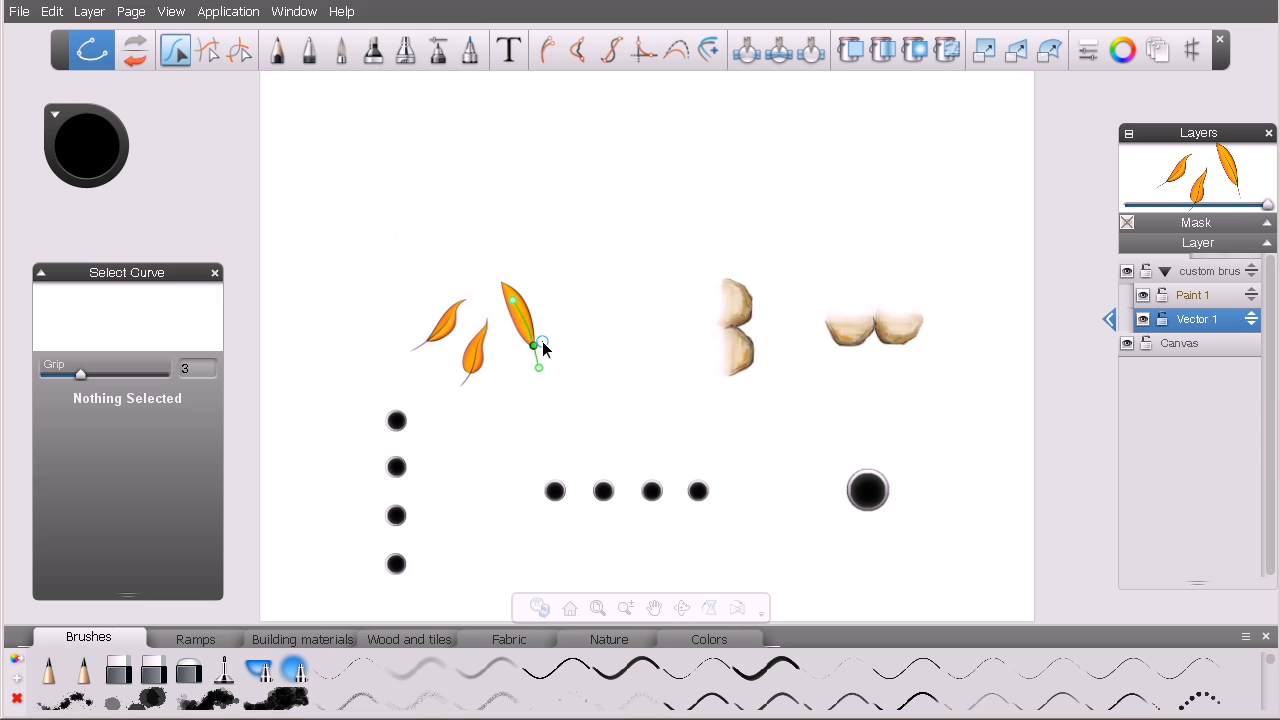 File Edit Layer Page View Application Window Help
T
Layers
Mask
Layer
custom brus
Paint 1
Vector 1
Canvas
Select Curve
Grip
3
Nothing Selected
Brushes Ramps Building materials Wood and tiles Fabric Nature Colors